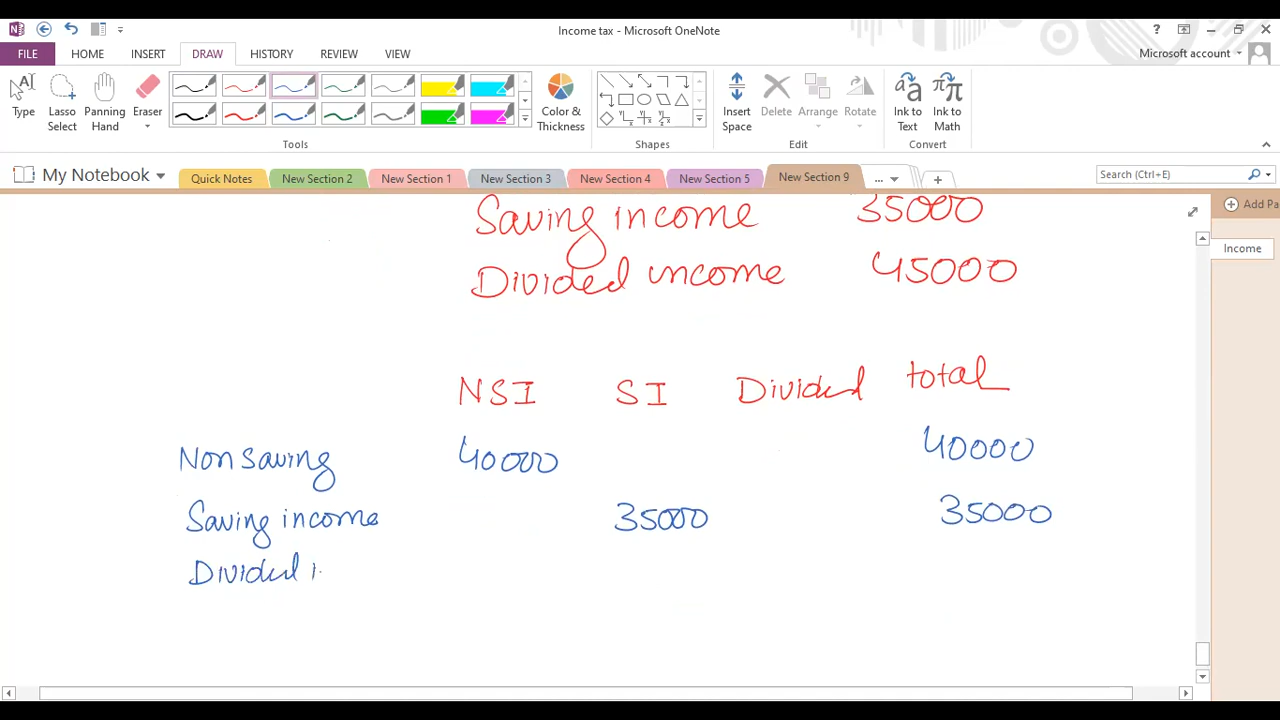 Income tax - Microsoft OneNote
FILE HOME INSERT DRAW HISTORY REVIEW VIEW Microsoft account
Type Lasso Select Panning Hand Eraser Color & Thickness Insert Space Delete Arrange Rotate Ink to Text Ink to Math
Tools Shapes Edit Convert
My Notebook Quick Notes New Section 2 New Section 1 New Section 3 New Section 4 New Section 5 New Section 9 ... Search (Ctrl+E)
Add Pa
Income
Saving income 35000
Divided income 45000
NSI SI Divided total
Non Saving 40000 40000
Saving income 35000 35000
Divided i